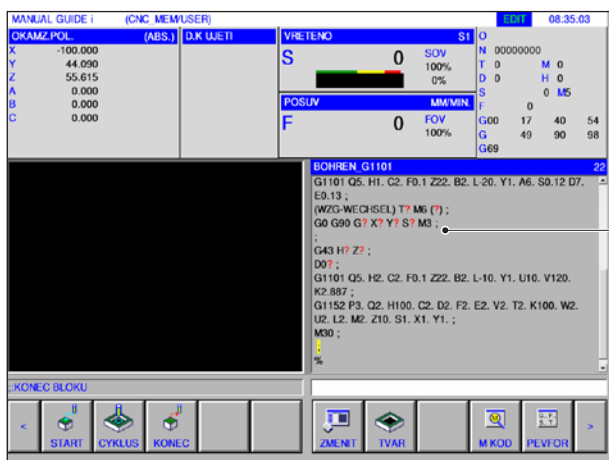 MANUAL GUIDE i (CNC_MEM/USER) EDIT 08:35.03
OKAMZ.POL. (ABS.) D.K UJETI VRETENO S1 O
X -100.000
Y 44.090
Z 55.615
A 0.000
B 0.000
C 0.000
S 0 SOV
100%
0%
POSUV MM/MIN.
F 0 FOV
100%
N 00000000
T 0 M 0
D 0 H 0
S 0 M5
F 0
G00 17 40 54
G 49 90 98
G69
BOHREN_G1101 22
G1101 Q5. H1. C2. F0.1 Z22. B2. L-20. Y1. A6. S0.12 D7.
E0.13 ;
(WZG-WECHSEL) T? M6 (?) ;
G0 G90 G? X? Y? S? M3 ;
;
G43 H? Z? ;
D0? ;
G1101 Q5. H2. C2. F0.1 Z22. B2. L-10. Y1. U10. V120.
K2.887 ;
G1152 P3. Q2. H100. C2. D2. F2. E2. V2. T2. K100. W2.
U2. L2. M2. Z10. S1. X1. Y1. ;
M30 ;
;
%
;:KONEC BLOKU
< START CYKLUS KONEC ZMENIT TVAR M KOD PEVFOR >